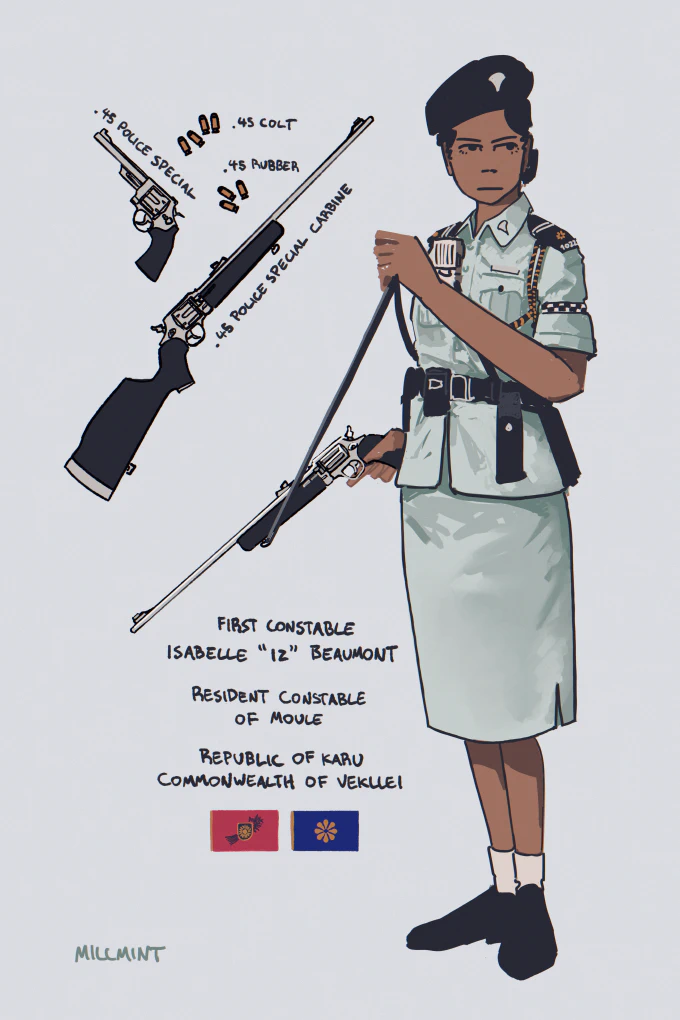 .45 POLICE SPECIAL
.45 COLT
.45 RUBBER
.45 POLICE SPECIAL CARBINE
FIRST CONSTABLE
ISABELLE "IZ" BEAUMONT
RESIDENT CONSTABLE
OF MOULE
REPUBLIC OF KARU
COMMONWEALTH OF VEKLLEI
MILLMINT